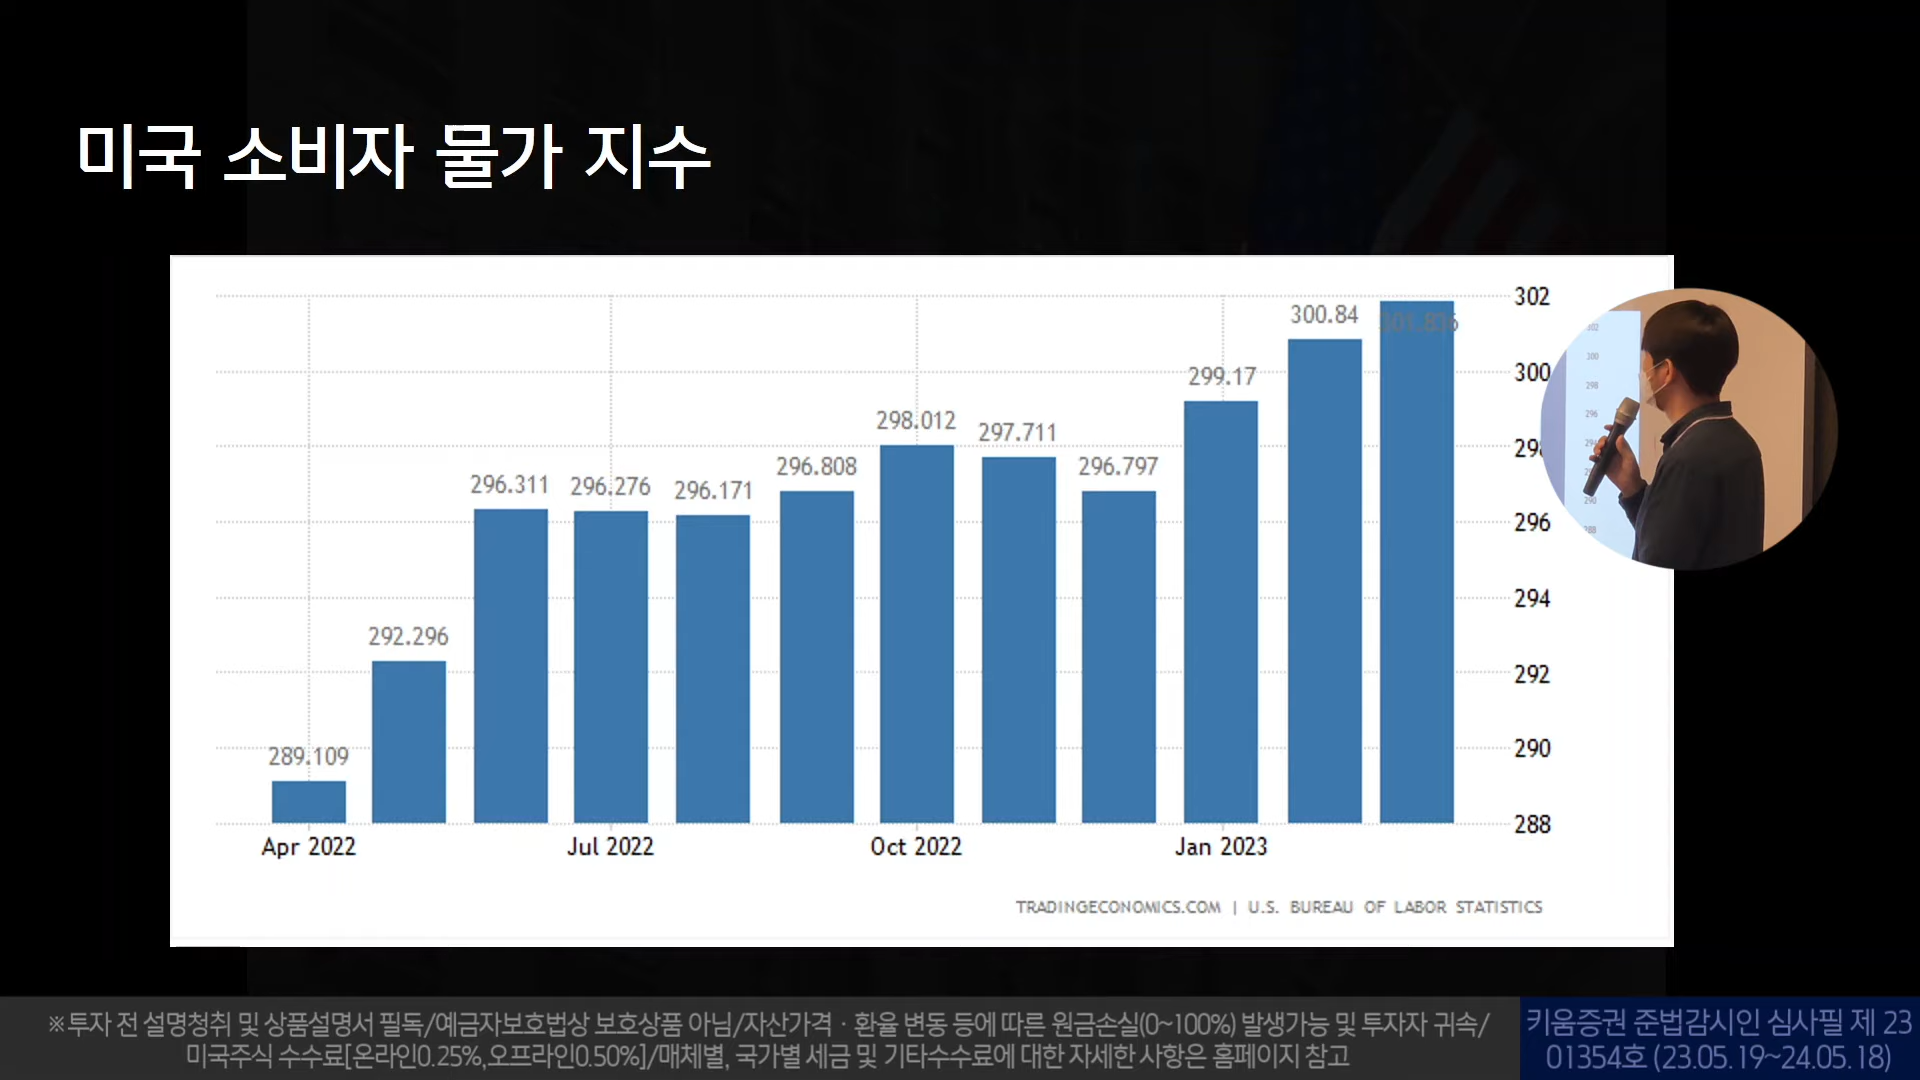 미국 소비자 물가 지수
302
300.84
301.836
300
299.17
298.012
297.711
296.808
296.797
296.311
296.276
296.171
296
294
292.296
292
290
289.109
288
Apr 2022
Jul 2022
Oct 2022
Jan 2023
TRADINGECONOMICS.COM | U.S. BUREAU OF LABOR STATISTICS
302
300
298
296
290
288
※투자 전 설명청취 및 상품설명서 필독/예금자보호법상 보호상품 아님/자산가격·환율 변동 등에 따른 원금손실(0~100%) 발생가능 및 투자자 귀속/
미국주식 수수료[온라인0.25%,오프라인0.50%]/매체별, 국가별 세금 및 기타수수료에 대한 자세한 사항은 홈페이지 참고
키움증권 준법감시인 심사필 제 23
01354호 (23.05.19~24.05.18)